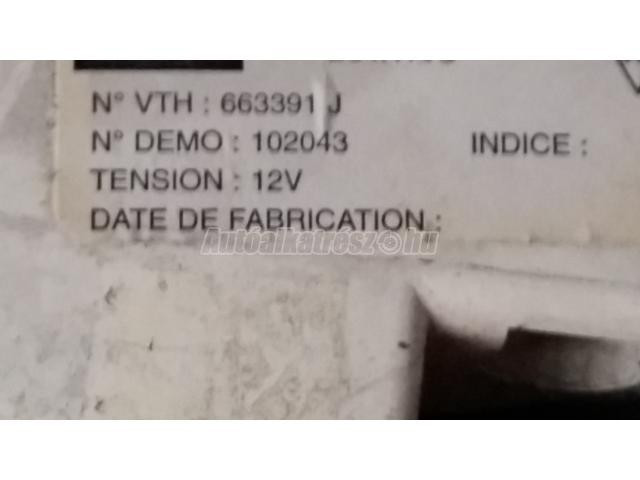 N° VTH : 663391 J
N° DEMO : 102043 INDICE :
TENSION : 12V
DATE DE FABRICATION :
Autóalkatrész.hu